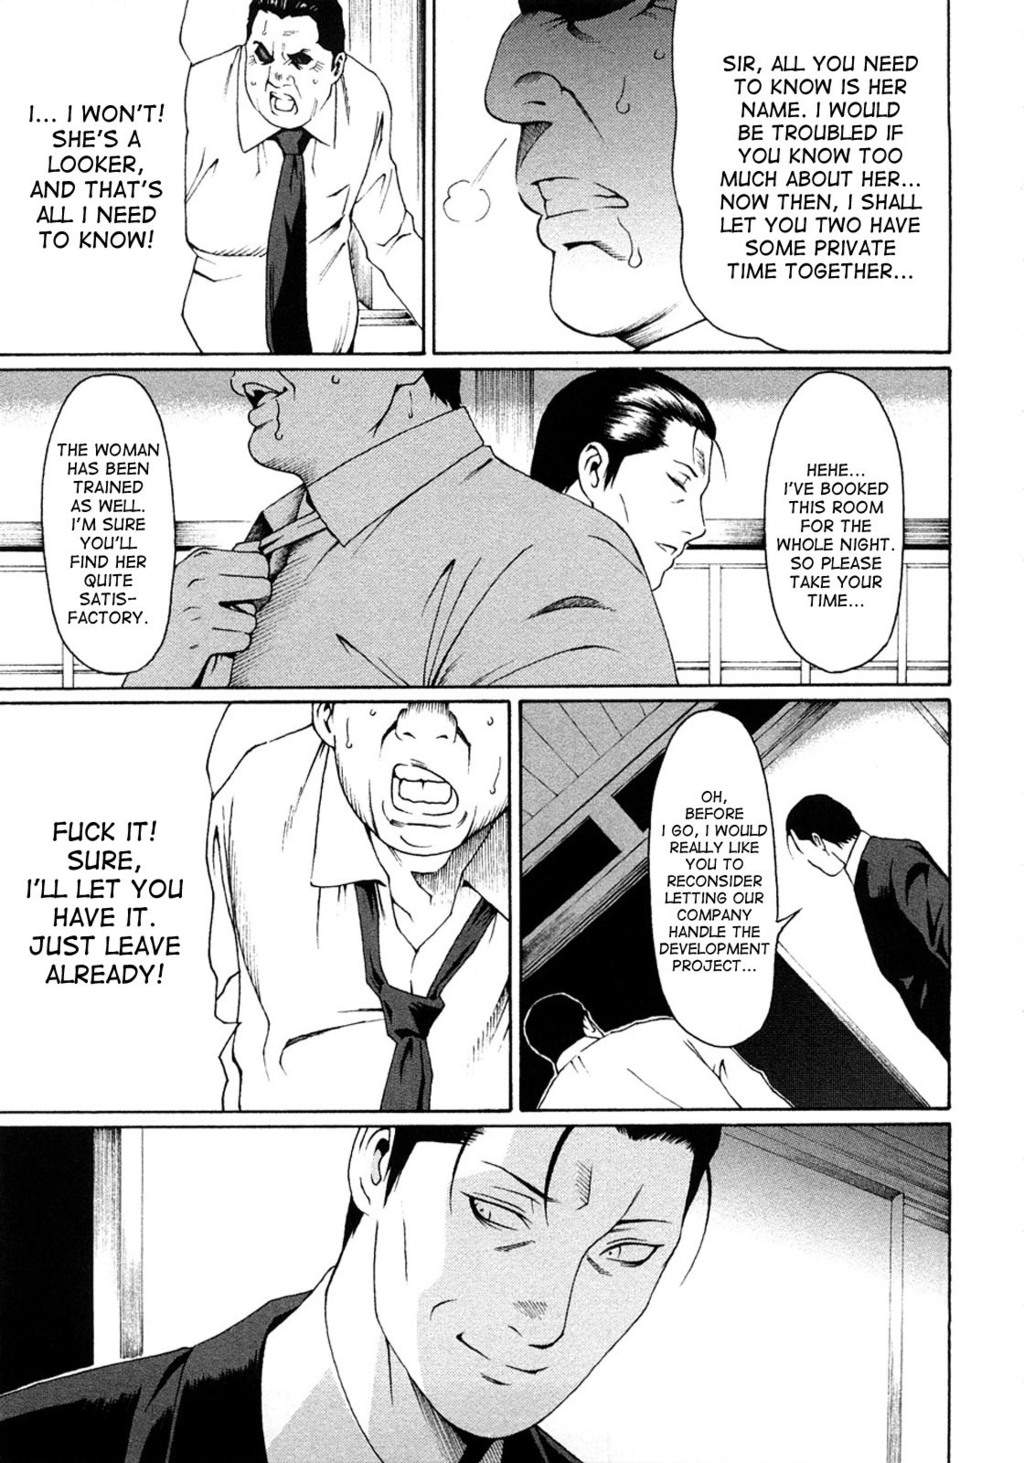 SIR, ALL YOU NEED
TO KNOW IS HER
NAME. I WOULD
BE TROUBLED IF
YOU KNOW TOO
MUCH ABOUT HER...
NOW THEN, I SHALL
LET YOU TWO HAVE
SOME PRIVATE
TIME TOGETHER...
I... I WON'T!
SHE'S A
LOOKER,
AND THAT'S
ALL I NEED
TO KNOW!
HEHE...
I'VE BOOKED
THIS ROOM
FOR THE
WHOLE NIGHT.
SO PLEASE
TAKE YOUR
TIME...
THE WOMAN
HAS BEEN
TRAINED
AS WELL.
I'M SURE
YOU'LL
FIND HER
QUITE
SATIS-
FACTORY.
OH,
BEFORE
I GO, I WOULD
REALLY LIKE
YOU TO
RECONSIDER
LETTING OUR
COMPANY
HANDLE THE
DEVELOPMENT
PROJECT...
FUCK IT!
SURE,
I'LL LET YOU
HAVE IT.
JUST LEAVE
ALREADY!